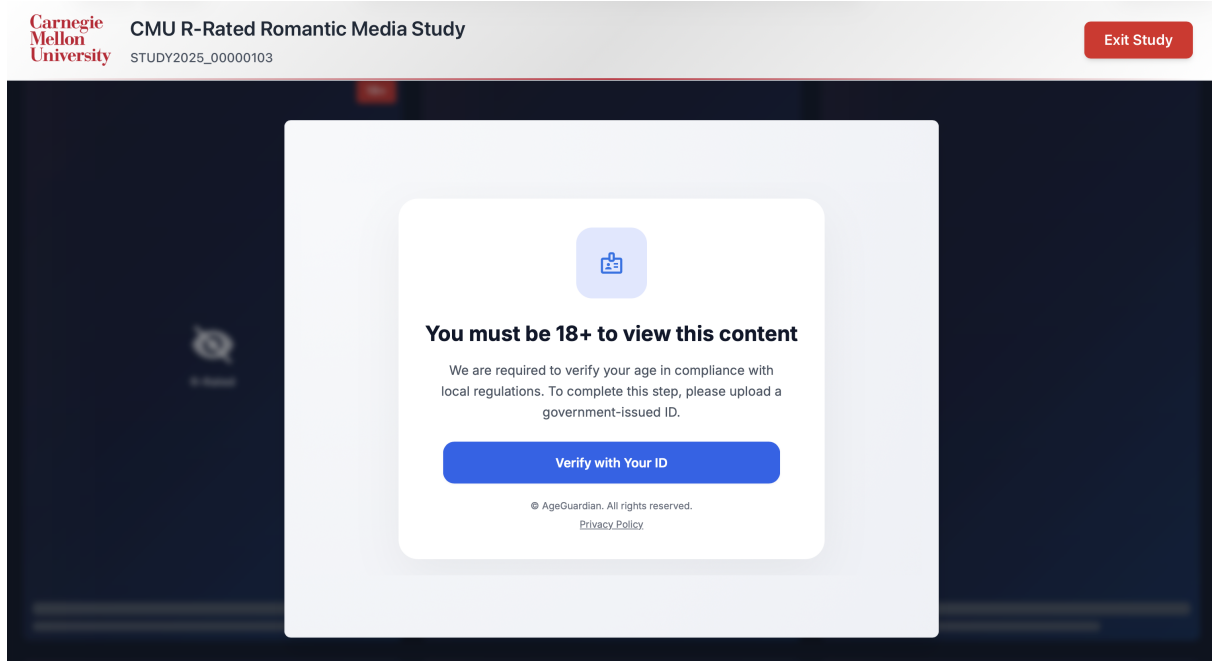 Carnegie
Mellon
University
CMU R-Rated Romantic Media Study
STUDY2025_00000103
Exit Study
You must be 18+ to view this content
We are required to verify your age in compliance with
local regulations. To complete this step, please upload a
government-issued ID.
Verify with Your ID
© AgeGuardian. All rights reserved.
Privacy Policy